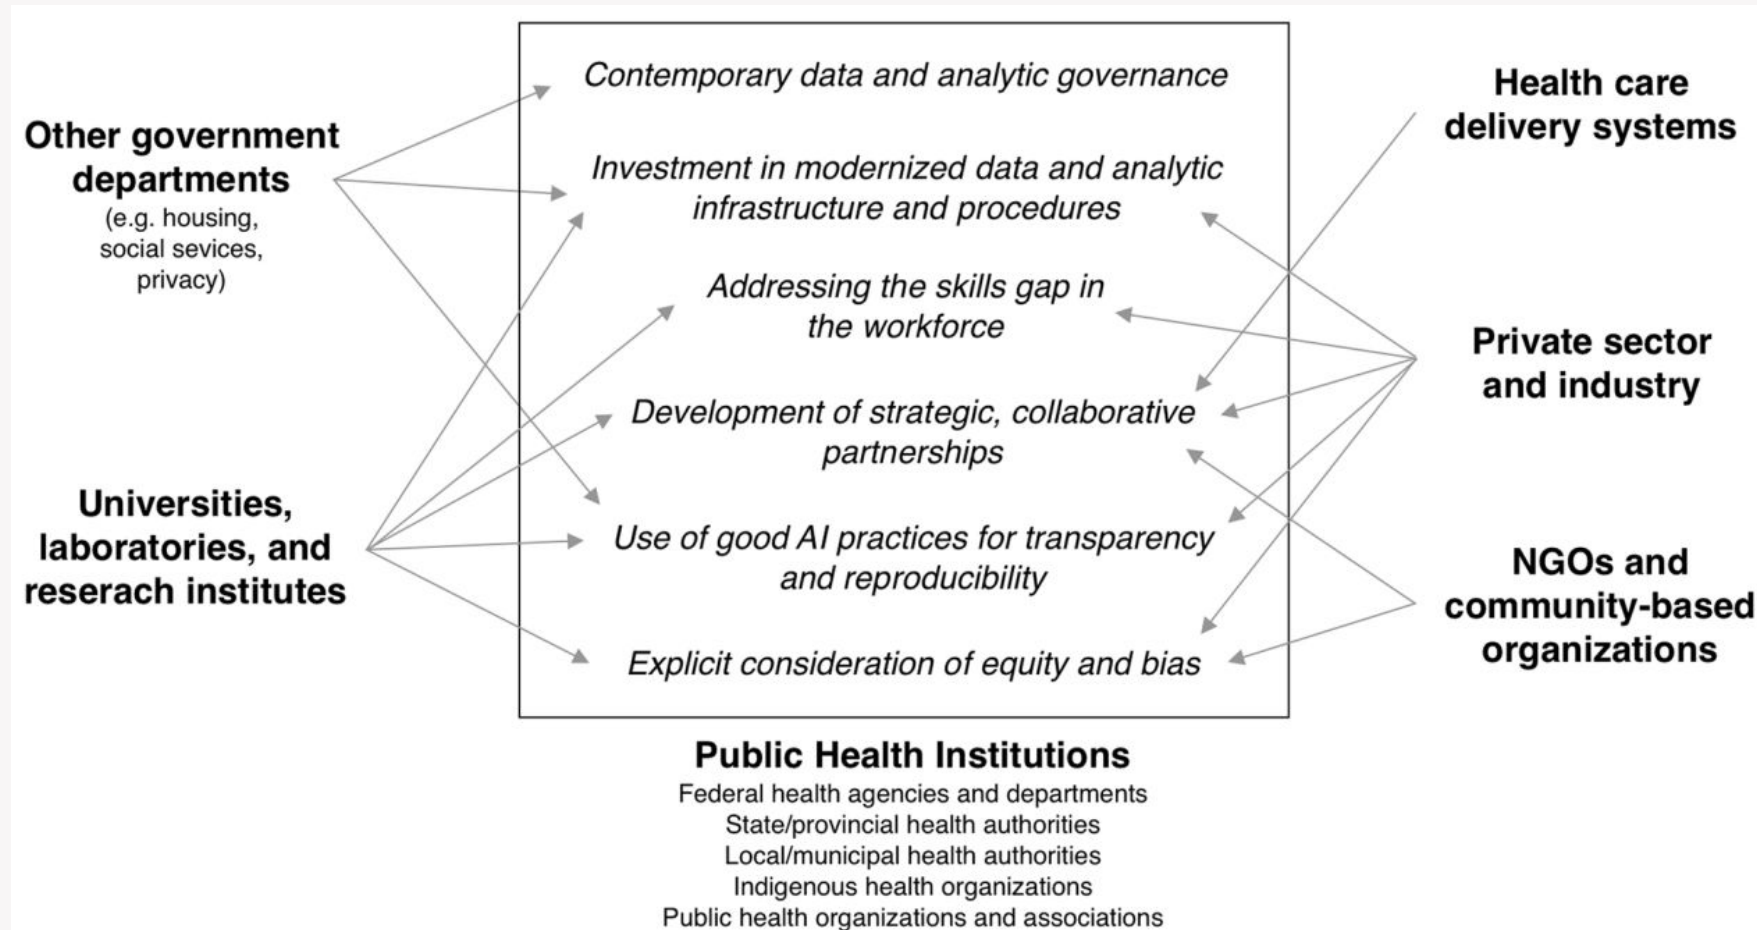 Other government
departments
(e.g. housing,
social sevices,
privacy)
Universities,
laboratories, and
reserach institutes
Contemporary data and analytic governance
Investment in modernized data and analytic
infrastructure and procedures
Addressing the skills gap in
the workforce
Development of strategic, collaborative
partnerships
Use of good AI practices for transparency
and reproducibility
Explicit consideration of equity and bias
Health care
delivery systems
Private sector
and industry
NGOs and
community-based
organizations
Public Health Institutions
Federal health agencies and departments
State/provincial health authorities
Local/municipal health authorities
Indigenous health organizations
Public health organizations and associations